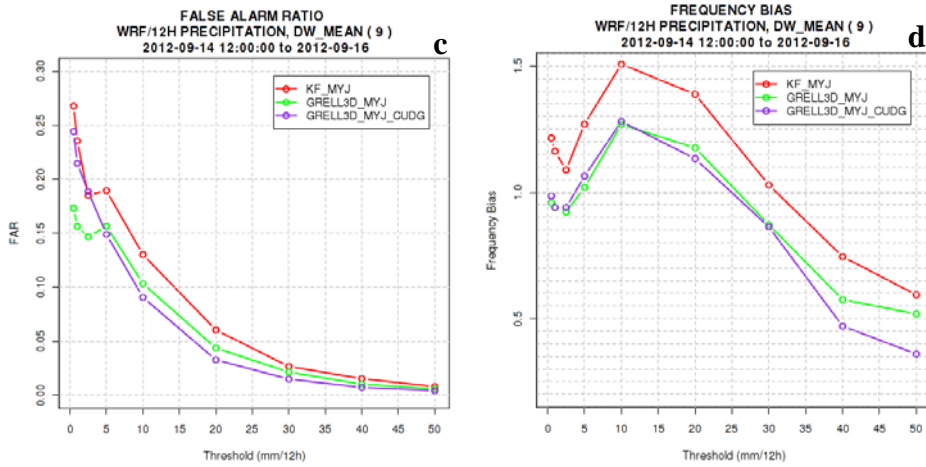 FALSE ALARM RATIO
WRF/12H PRECIPITATION, DW_MEAN ( 9 )
2012-09-14 12:00:00 to 2012-09-16
c
KF_MYJ
GRELL3D_MYJ
GRELL3D_MYJ_CUDG
0.30
0.25
0.20
0.15
0.10
0.05
0.00
FAR
0 5 10 15 20 25 30 35 40 45 50
Threshold (mm/12h)
FREQUENCY BIAS
WRF/12H PRECIPITATION, DW_MEAN ( 9 )
2012-09-14 12:00:00 to 2012-09-16
d
KF_MYJ
GRELL3D_MYJ
GRELL3D_MYJ_CUDG
1.5
1.0
0.5
Frequency Bias
0 5 10 15 20 25 30 35 40 45 50
Threshold (mm/12h)